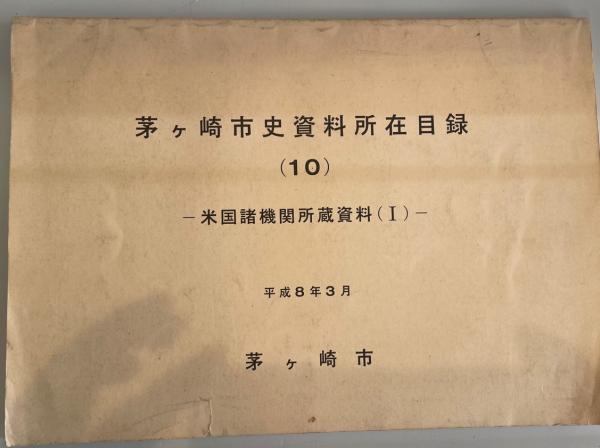 茅ヶ崎市史資料所在目録
(10)
－米国諸機関所蔵資料(Ⅰ)－
平成8年3月
茅ヶ崎市